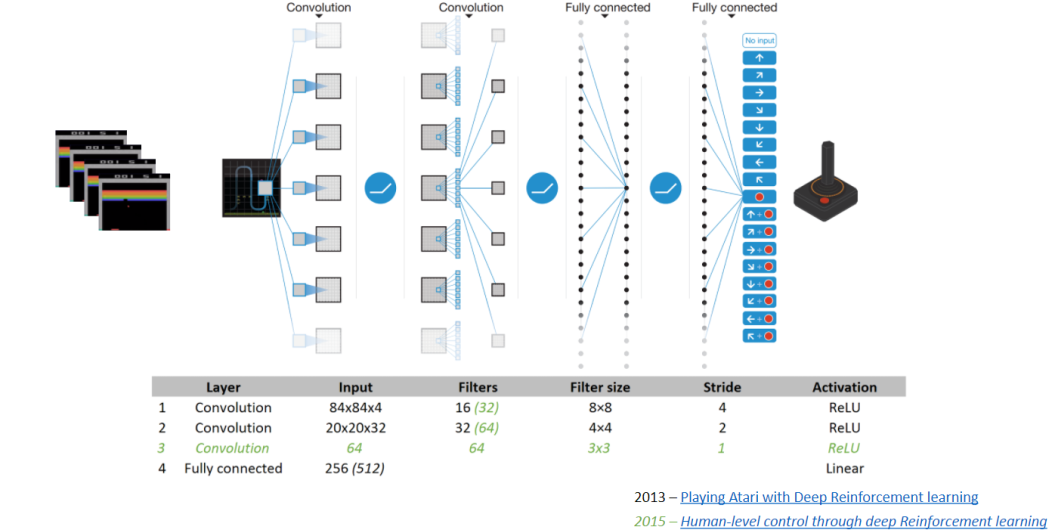 Convolution Convolution Fully connected Fully connected
No input
Layer Input Filters Filter size Stride Activation
1 Convolution 84x84x4 16 (32) 8×8 4 ReLU
2 Convolution 20x20x32 32 (64) 4×4 2 ReLU
3 Convolution 64 64 3x3 1 ReLU
4 Fully connected 256 (512) Linear
2013 – Playing Atari with Deep Reinforcement learning
2015 – Human-level control through deep Reinforcement learning